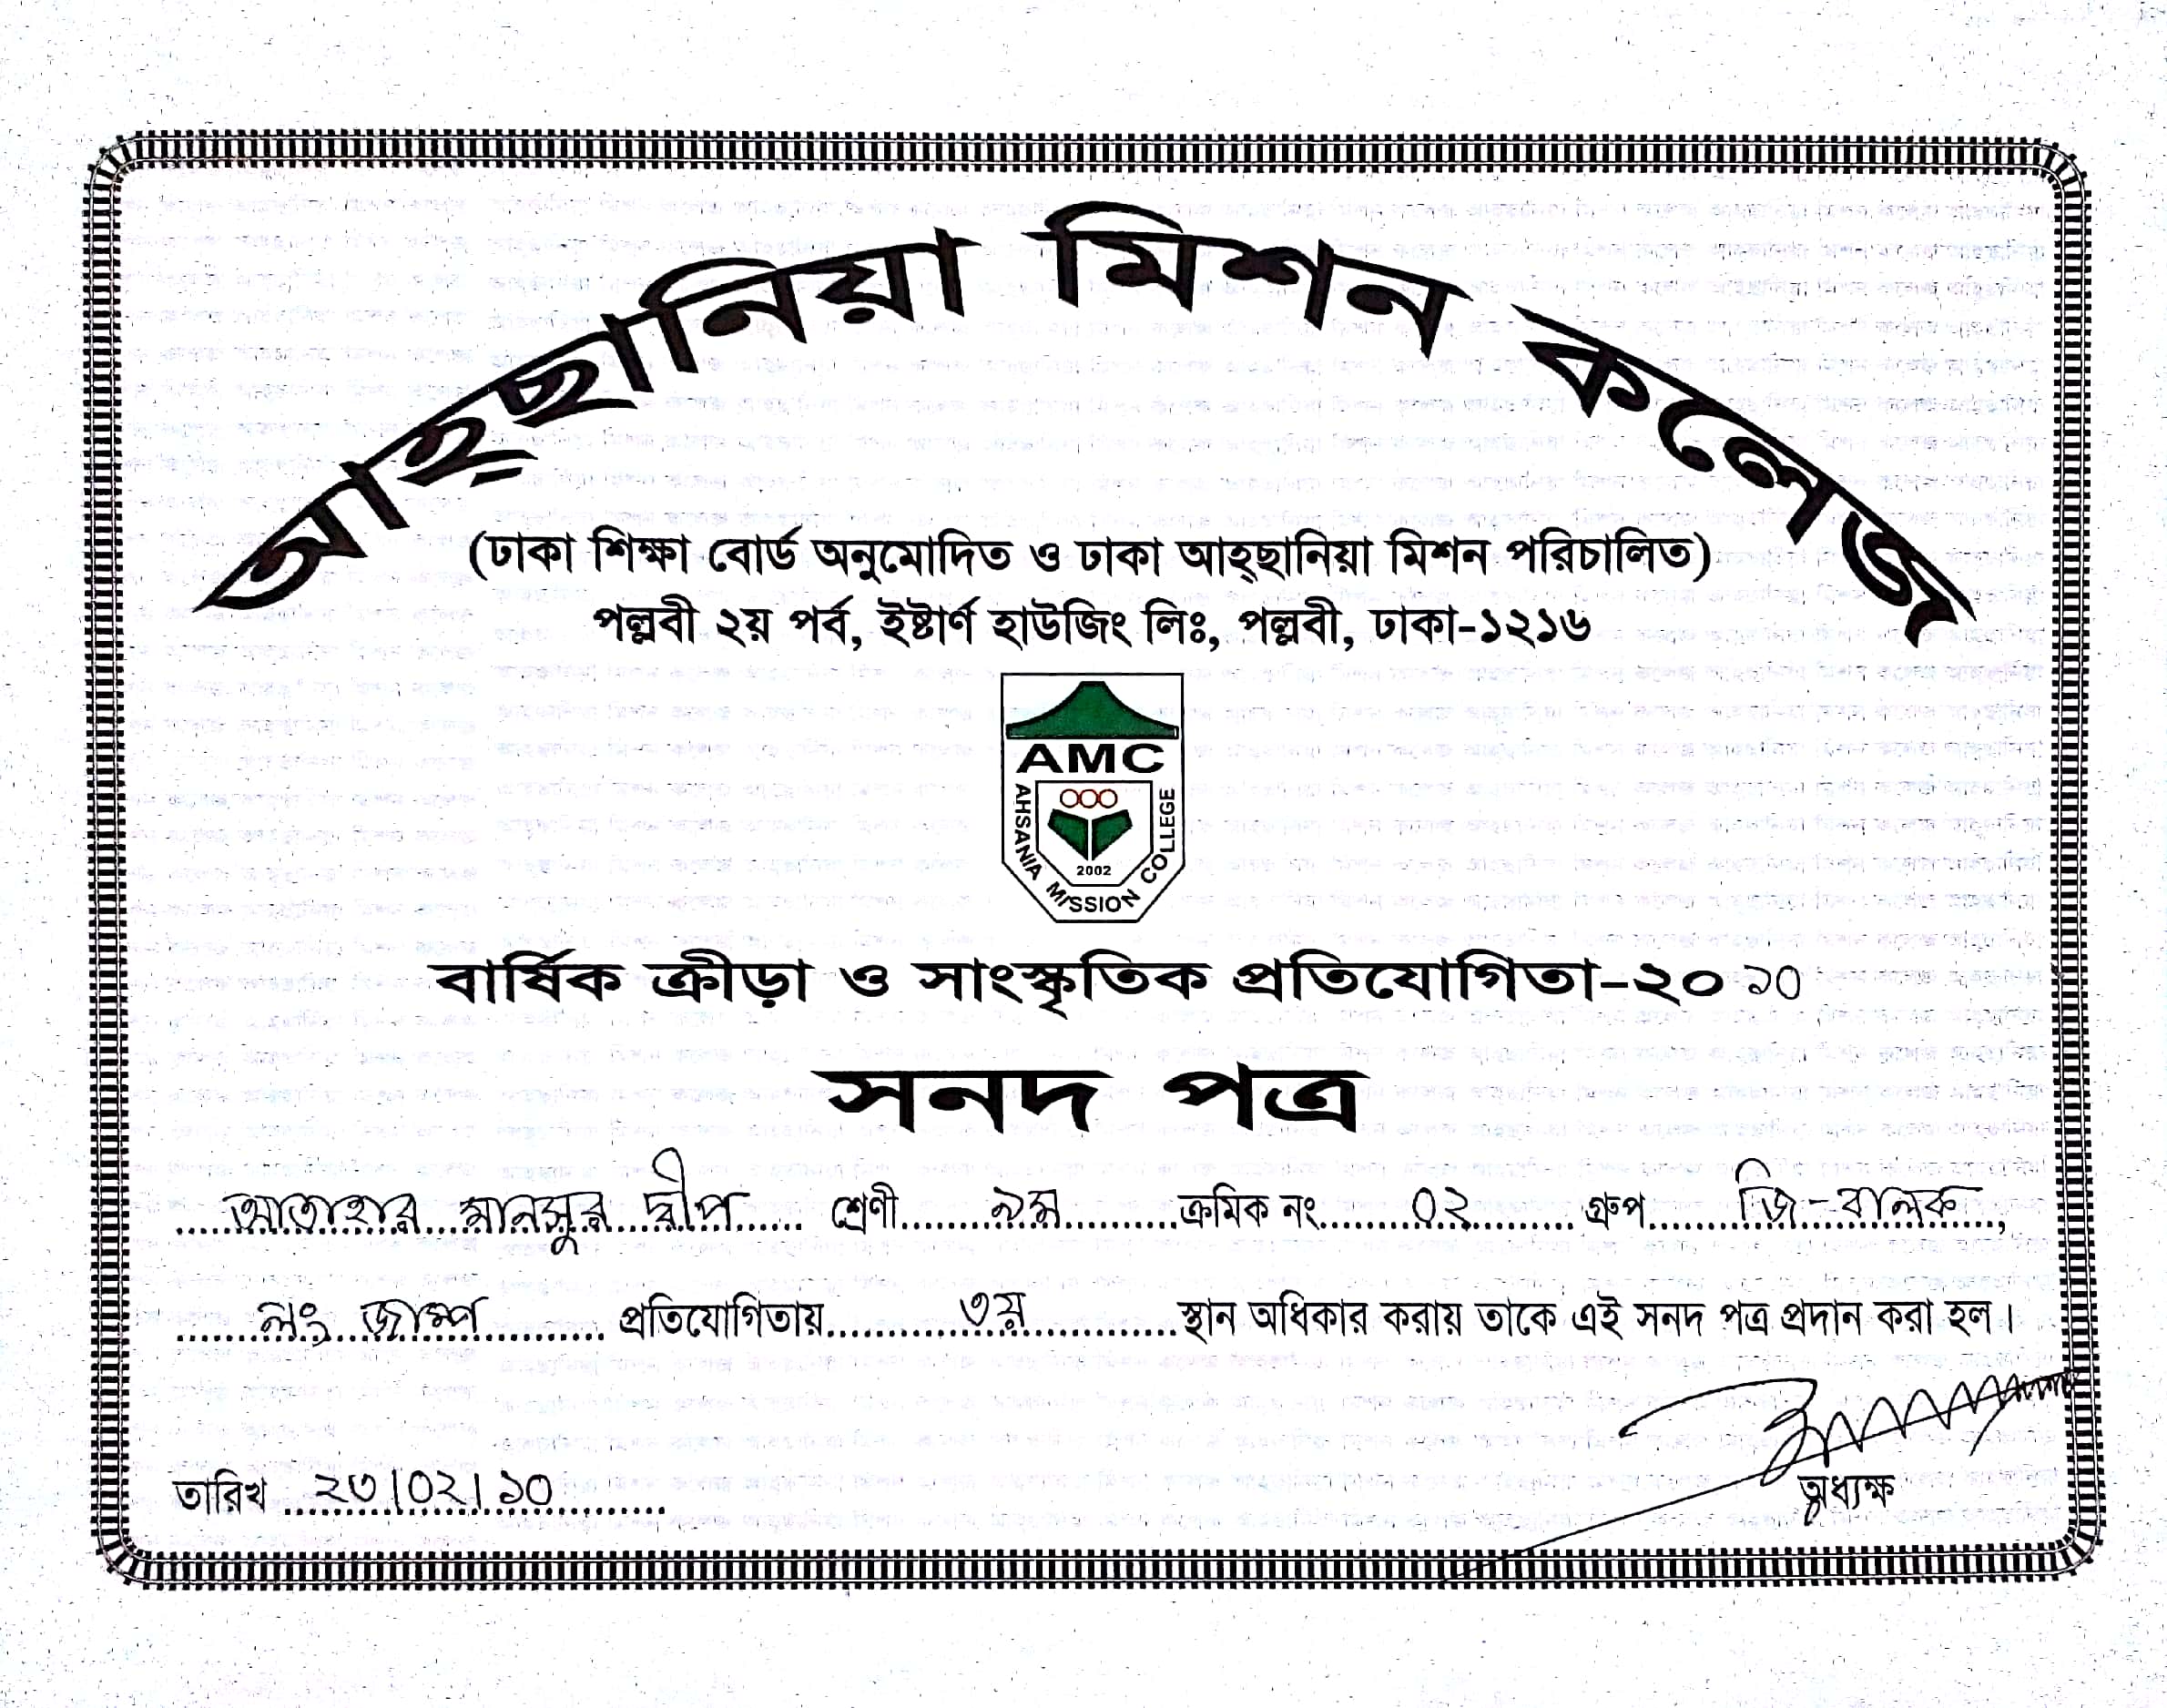 আহ্ছানিয়া মিশন কলেজ
(ঢাকা শিক্ষা বোর্ড অনুমোদিত ও ঢাকা আহ্ছানিয়া মিশন পরিচালিত)
পল্লবী ২য় পর্ব, ইষ্টার্ণ হাউজিং লিঃ, পল্লবী, ঢাকা-১২১৬
AMC
AHSANIA MISSION COLLEGE
2002
বার্ষিক ক্রীড়া ও সাংস্কৃতিক প্রতিযোগিতা-২০১০
সনদ পত্র
আতাহার মানসুর দ্বীপ শ্রেণী ৯ম ক্রমিক নং ০২ গ্রুপ জি-বালক,
লং জাম্প প্রতিযোগিতায় ৩য় স্থান অধিকার করায় তাকে এই সনদ পত্র প্রদান করা হল।
তারিখ ২৩/০২/১০
অধ্যক্ষ